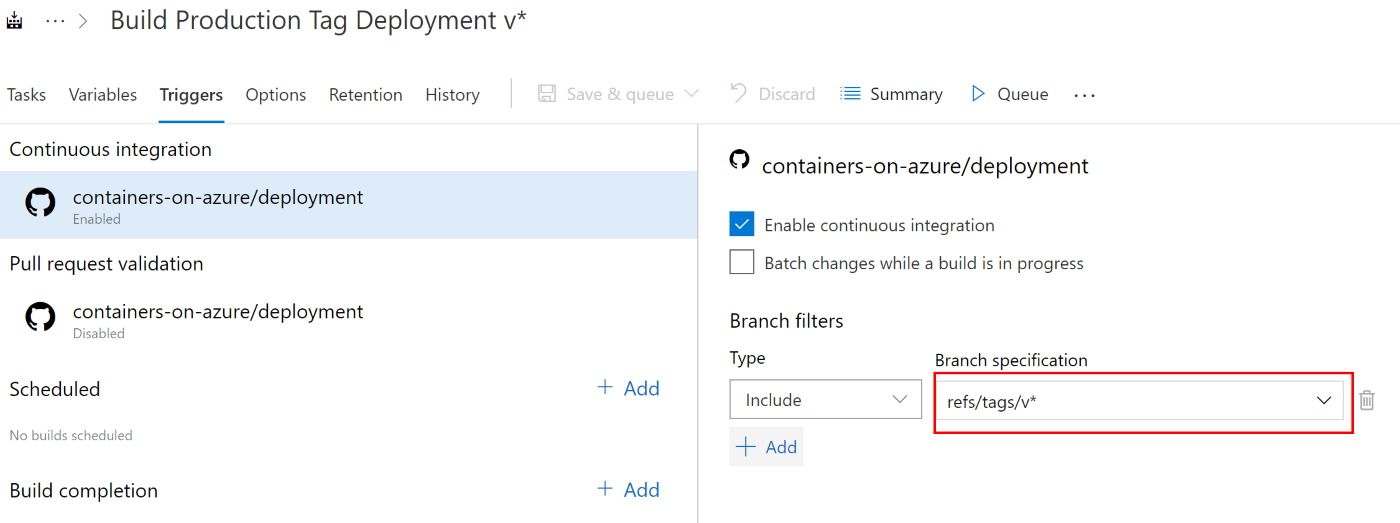 ··· > Build Production Tag Deployment v*
Tasks Variables Triggers Options Retention History Save & queue Discard Summary Queue ···
Continuous integration
containers-on-azure/deployment
Enabled
Pull request validation
containers-on-azure/deployment
Disabled
Scheduled + Add
No builds scheduled
Build completion + Add
containers-on-azure/deployment
Enable continuous integration
Batch changes while a build is in progress
Branch filters
Type Branch specification
Include refs/tags/v*
+ Add